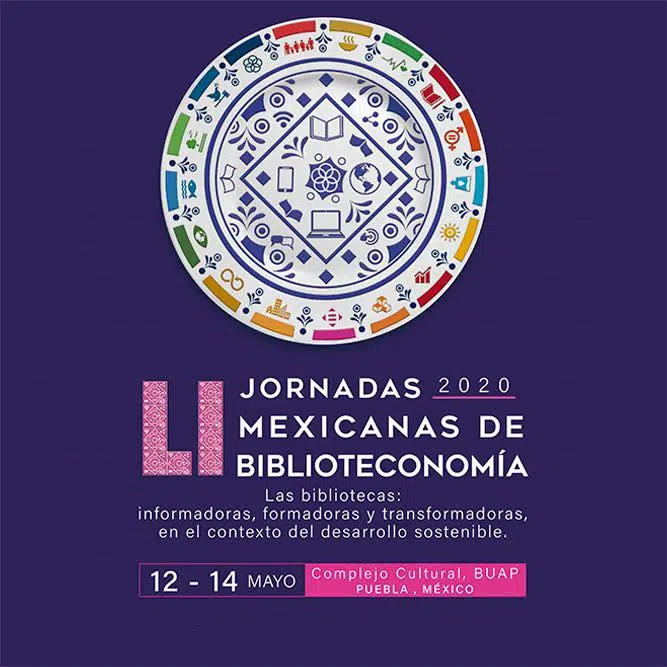 LI
JORNADAS 2020
MEXICANAS DE
BIBLIOTECONOMÍA
Las bibliotecas:
informadoras, formadoras y transformadoras,
en el contexto del desarrollo sostenible.
12 - 14 MAYO
Complejo Cultural, BUAP
PUEBLA , MÉXICO